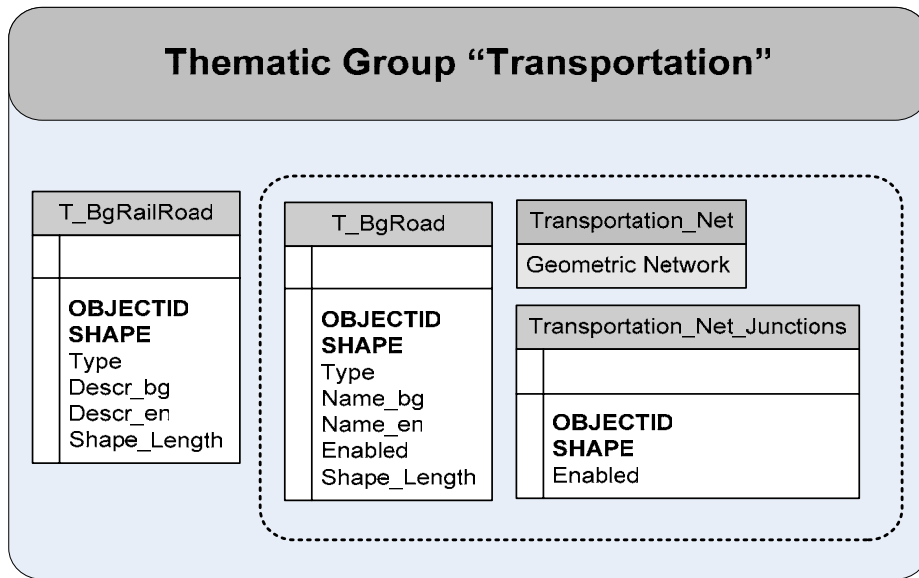 Thematic Group “Transportation”
T_BgRailRoad
OBJECTID
SHAPE
Type
Descr_bg
Descr_en
Shape_Length
T_BgRoad
OBJECTID
SHAPE
Type
Name_bg
Name_en
Enabled
Shape_Length
Transportation_Net
Geometric Network
Transportation_Net_Junctions
OBJECTID
SHAPE
Enabled